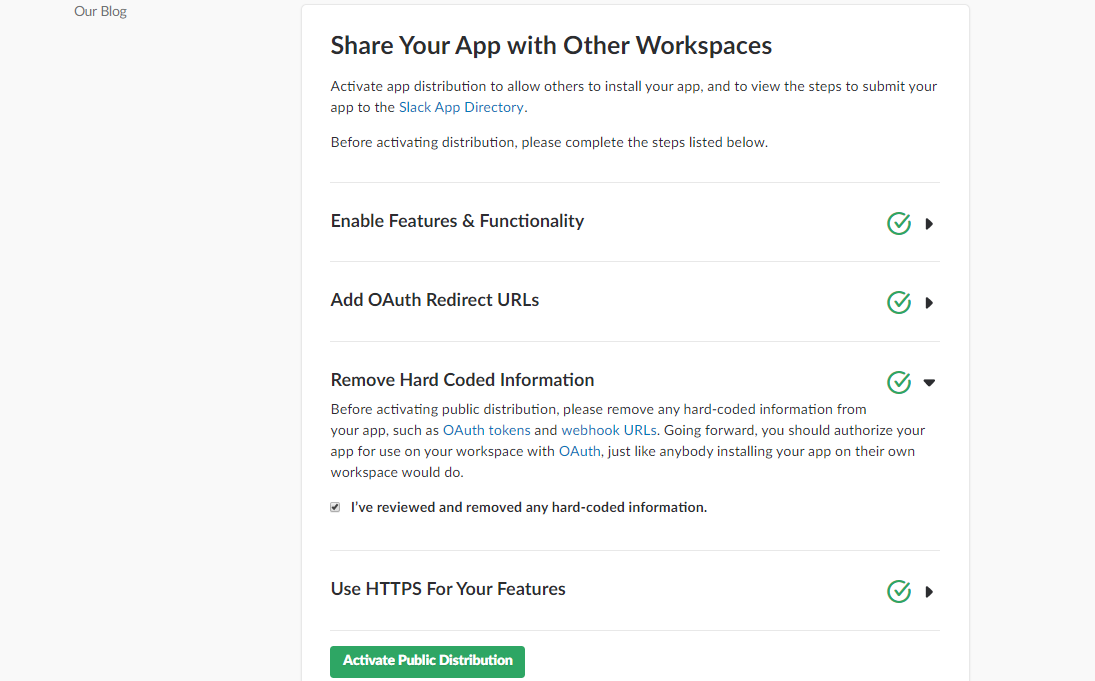 Our Blog
Share Your App with Other Workspaces
Activate app distribution to allow others to install your app, and to view the steps to submit your
app to the Slack App Directory.
Before activating distribution, please complete the steps listed below.
Enable Features & Functionality
Add OAuth Redirect URLs
Remove Hard Coded Information
Before activating public distribution, please remove any hard-coded information from
your app, such as OAuth tokens and webhook URLs. Going forward, you should authorize your
app for use on your workspace with OAuth, just like anybody installing your app on their own
workspace would do.
I've reviewed and removed any hard-coded information.
Use HTTPS For Your Features
Activate Public Distribution